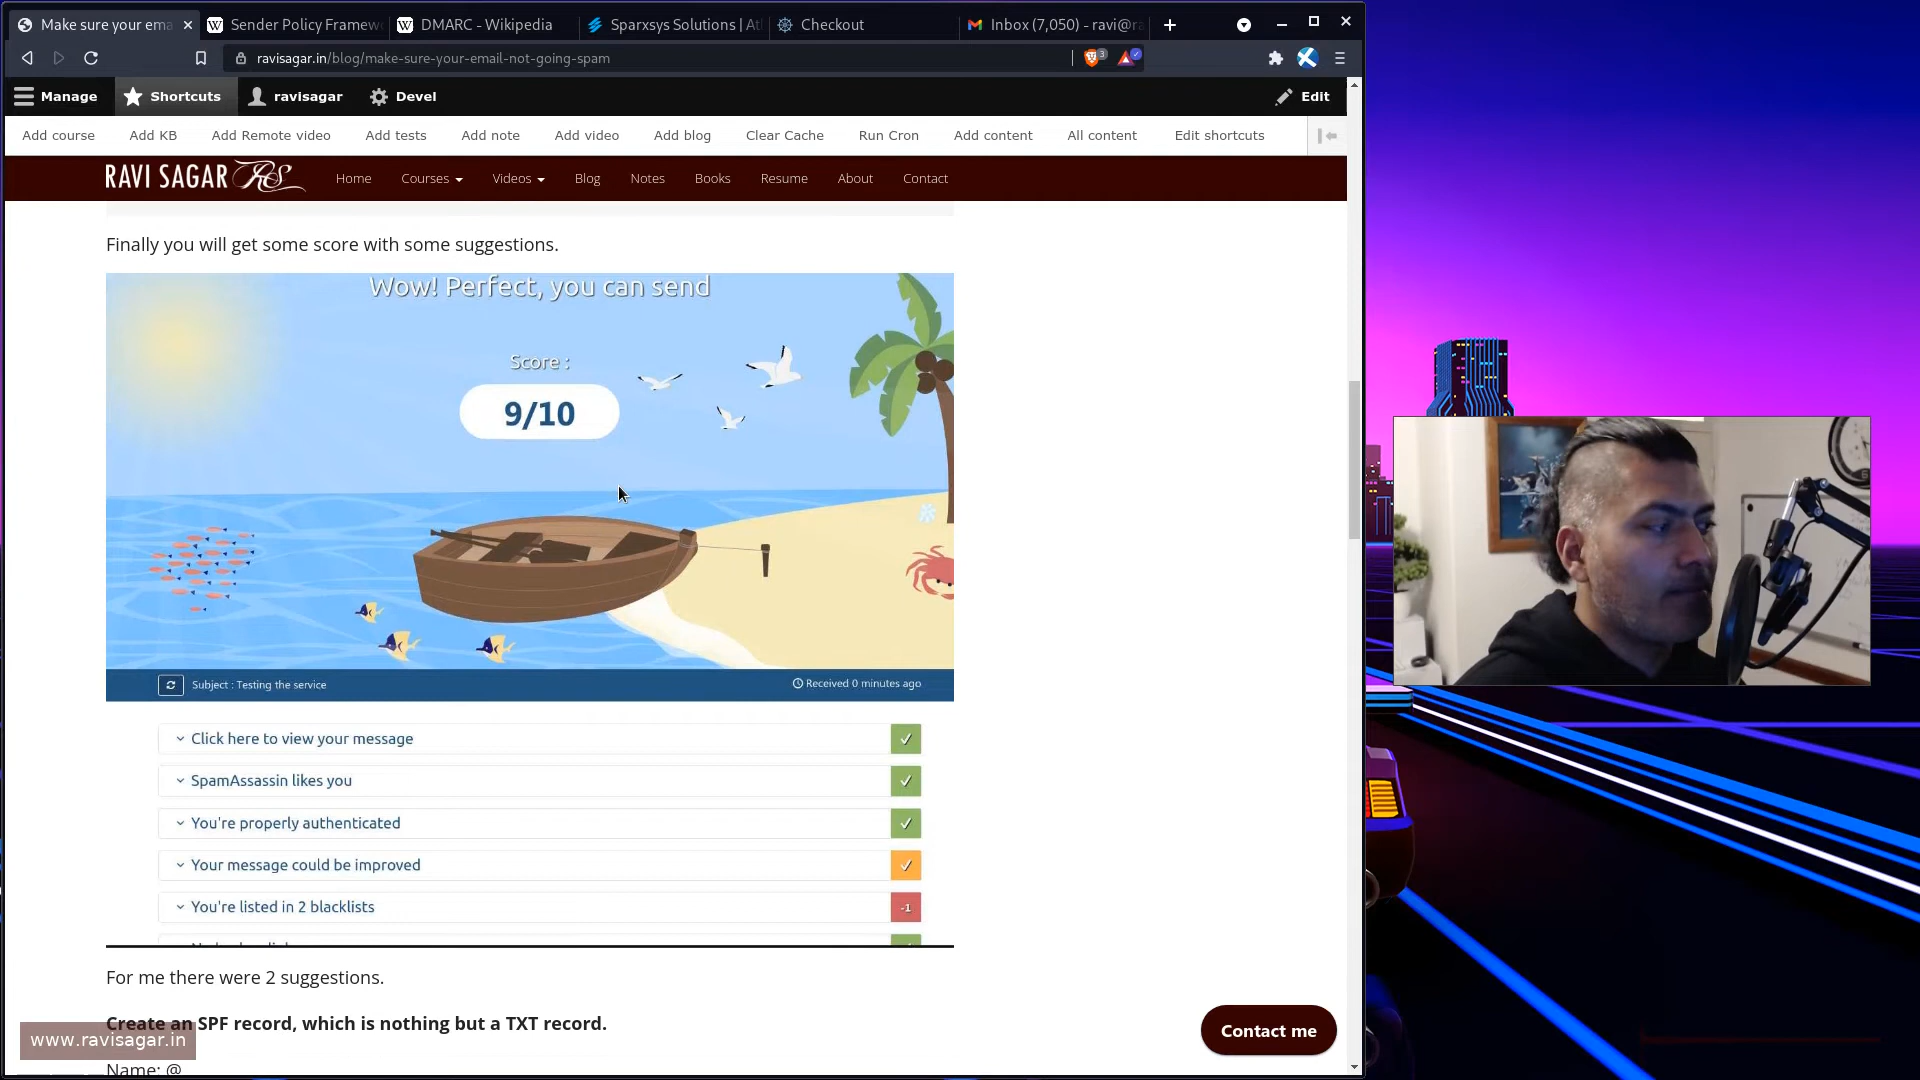 Make sure your ema
Sender Policy Framew
DMARC - Wikipedia
Sparxsys Solutions | At
Checkout
Inbox (7,050) - ravi@r
ravisagar.in/blog/make-sure-your-email-not-going-spam
3
Manage
Shortcuts
ravisagar
Devel
Edit
Add course
Add KB
Add Remote video
Add tests
Add note
Add video
Add blog
Clear Cache
Run Cron
Add content
All content
Edit shortcuts
RAVI SAGAR RS
Home
Courses
Videos
Blog
Notes
Books
Resume
About
Contact
Finally you will get some score with some suggestions.
Wow! Perfect, you can send
Score :
9/10
Subject : Testing the service
Received 0 minutes ago
Click here to view your message
SpamAssassin likes you
You're properly authenticated
Your message could be improved
You're listed in 2 blacklists
-1
For me there were 2 suggestions.
Create an SPF record, which is nothing but a TXT record.
www.ravisagar.in
Name: @
Contact me